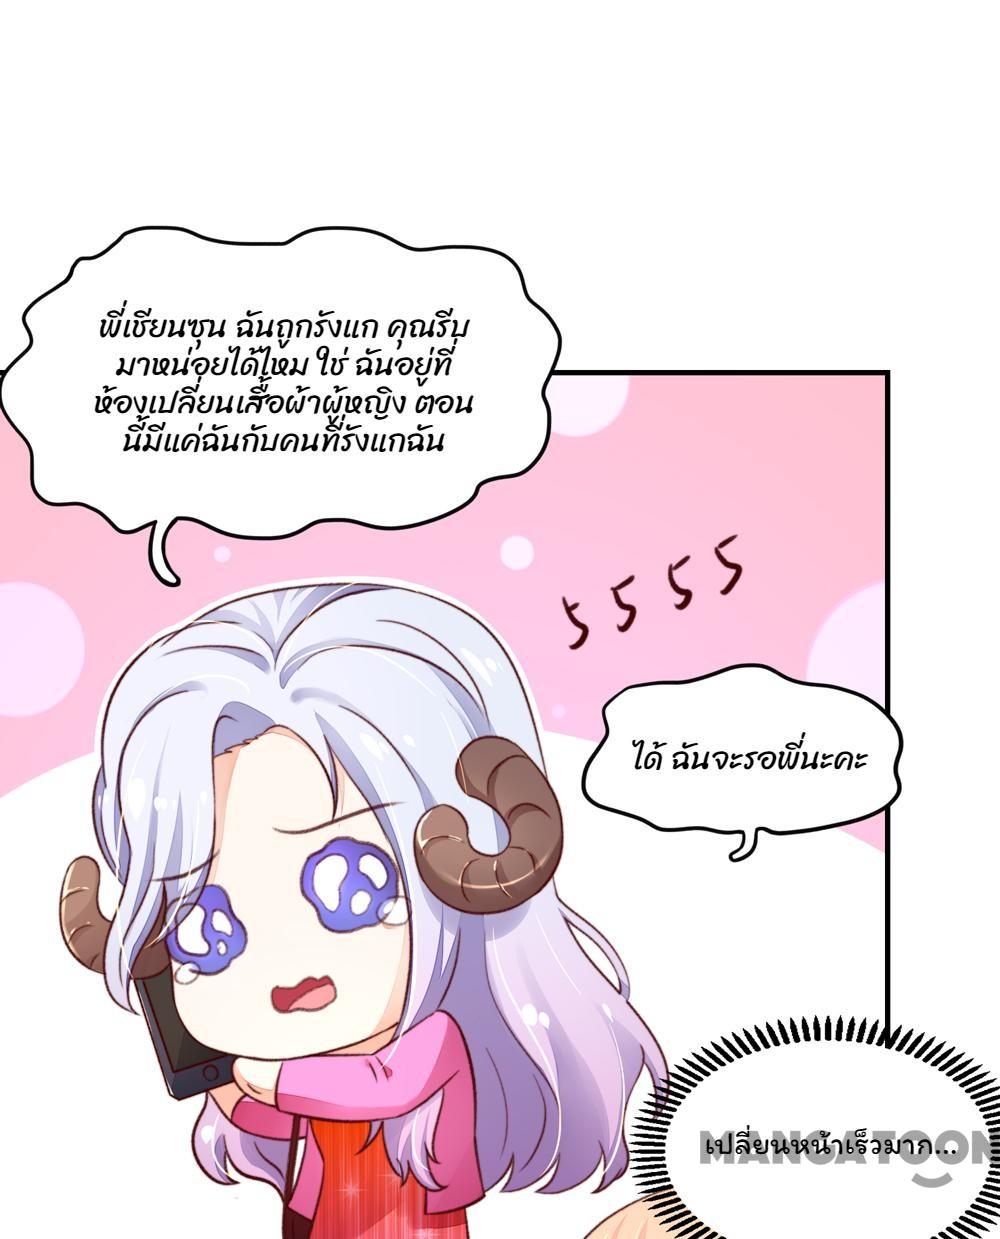 พี่เชียนซุน ฉันถูกรังแก คุณรีบ
มาหน่อยได้ไหม ใช่ ฉันอยู่ที่
ห้องเปลี่ยนเสื้อผ้าผู้หญิง ตอน
นี้มีแค่ฉันกับคนที่รังแกฉัน
5 5 5 5
ได้ ฉันจะรอพี่นะคะ
เปลี่ยนหน้าเร็วมาก...
MANGATOON